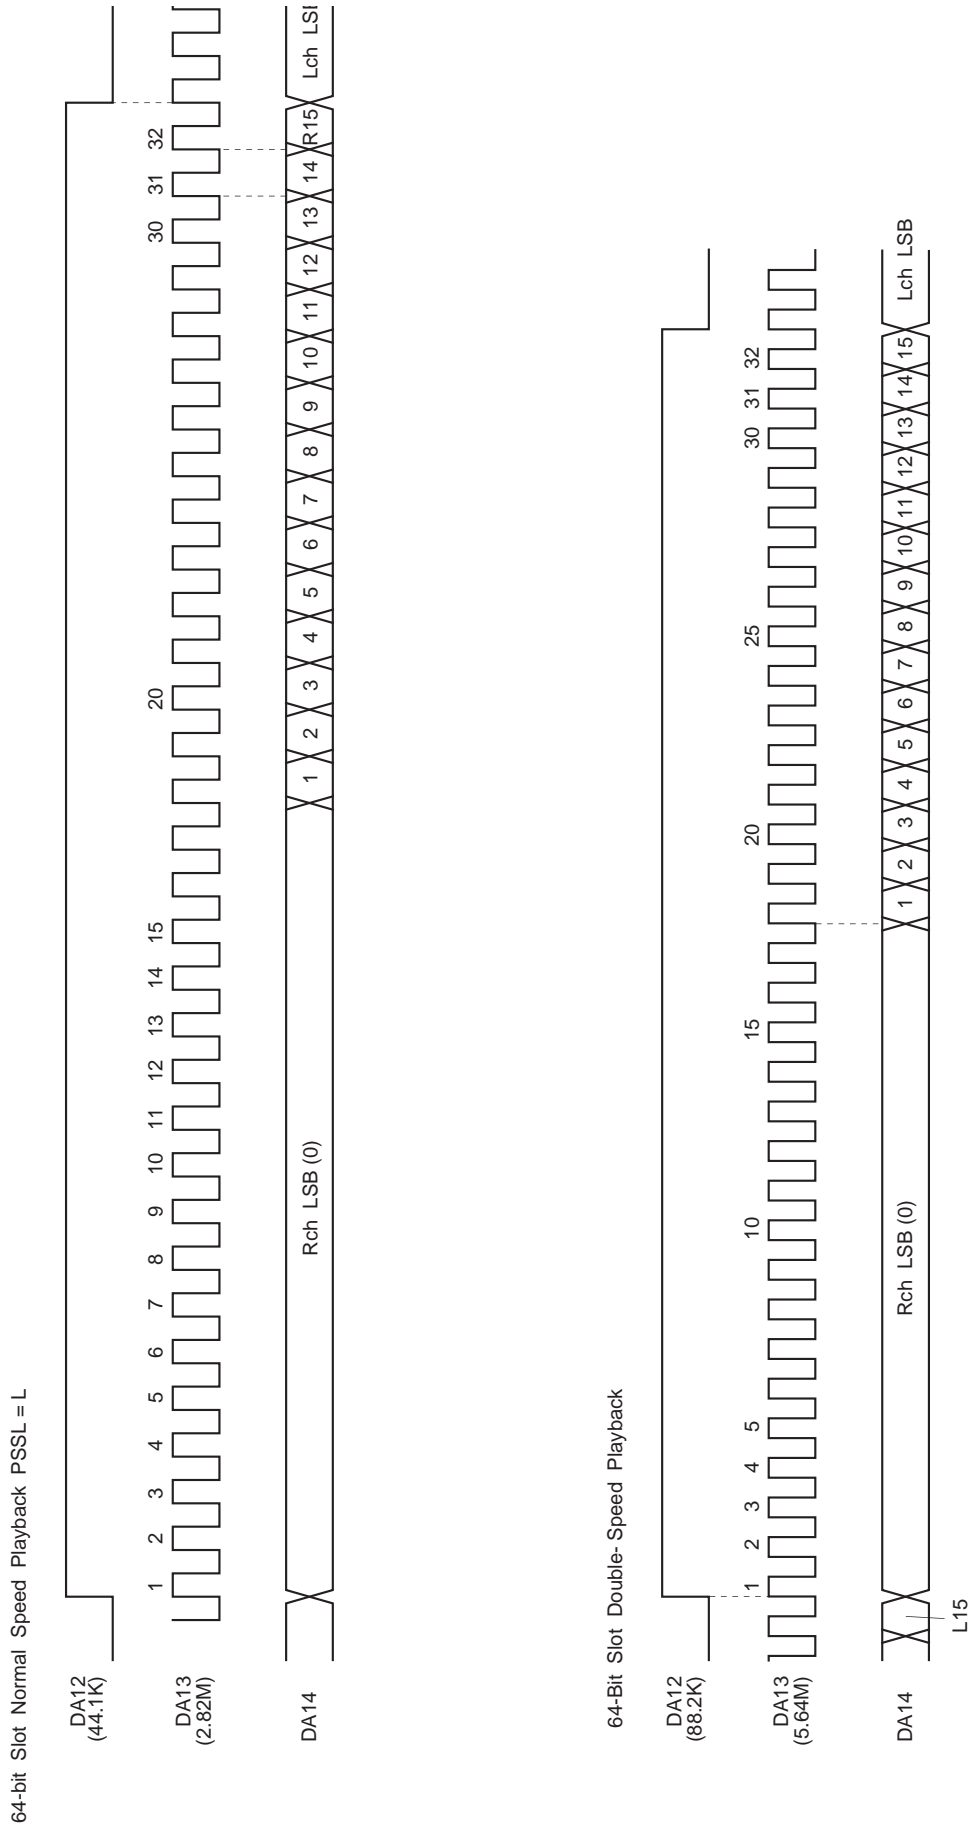 64-bit Slot Normal Speed Playback PSSL = L
DA12
(44.1K)
1 2 3 4 5 6 7 8 9 10 11 12 13 14 15 20 30 31 32
DA13
(2.82M)
DA14
Rch LSB (0) 1 2 3 4 5 6 7 8 9 10 11 12 13 14 R15 Lch
64-Bit Slot Double- Speed Playback
DA12
(88.2K)
1 2 3 4 5 10 15 20 25 30 31 32
DA13
(5.64M)
DA14
Rch LSB (0) 1 2 3 4 5 6 7 8 9 10 11 12 13 14 15 Lch LSB
L15